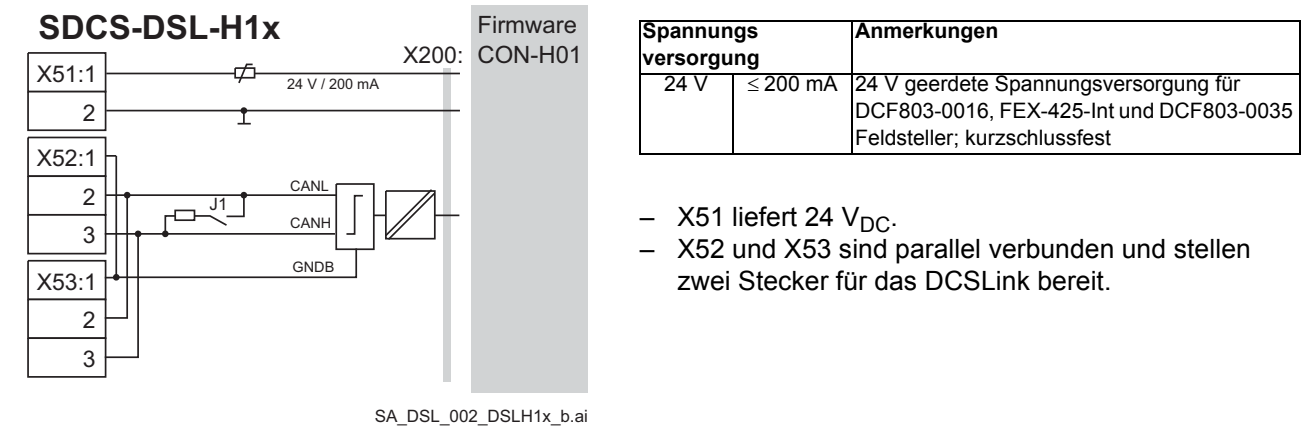 SDCS-DSL-H1x
Firmware
X200: CON-H01
X51:1
24 V / 200 mA
2
X52:1
2
CANL
J1
3
CANH
GNDB
X53:1
2
3
SA_DSL_002_DSLH1x_b.ai
Spannungs Anmerkungen
versorgung
24 V ≤ 200 mA 24 V geerdete Spannungsversorgung für
DCF803-0016, FEX-425-Int und DCF803-0035
Feldsteller; kurzschlussfest
– X51 liefert 24 VDC.
– X52 und X53 sind parallel verbunden und stellen
zwei Stecker für das DCSLink bereit.